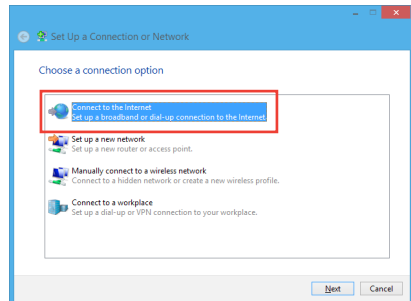 Set Up a Connection or Network
Choose a connection option
Connect to the Internet
Set up a broadband or dial-up connection to the Internet.
Set up a new network
Set up a new router or access point.
Manually connect to a wireless network
Connect to a hidden network or create a new wireless profile.
Connect to a workplace
Set up a dial-up or VPN connection to your workplace.
Next Cancel